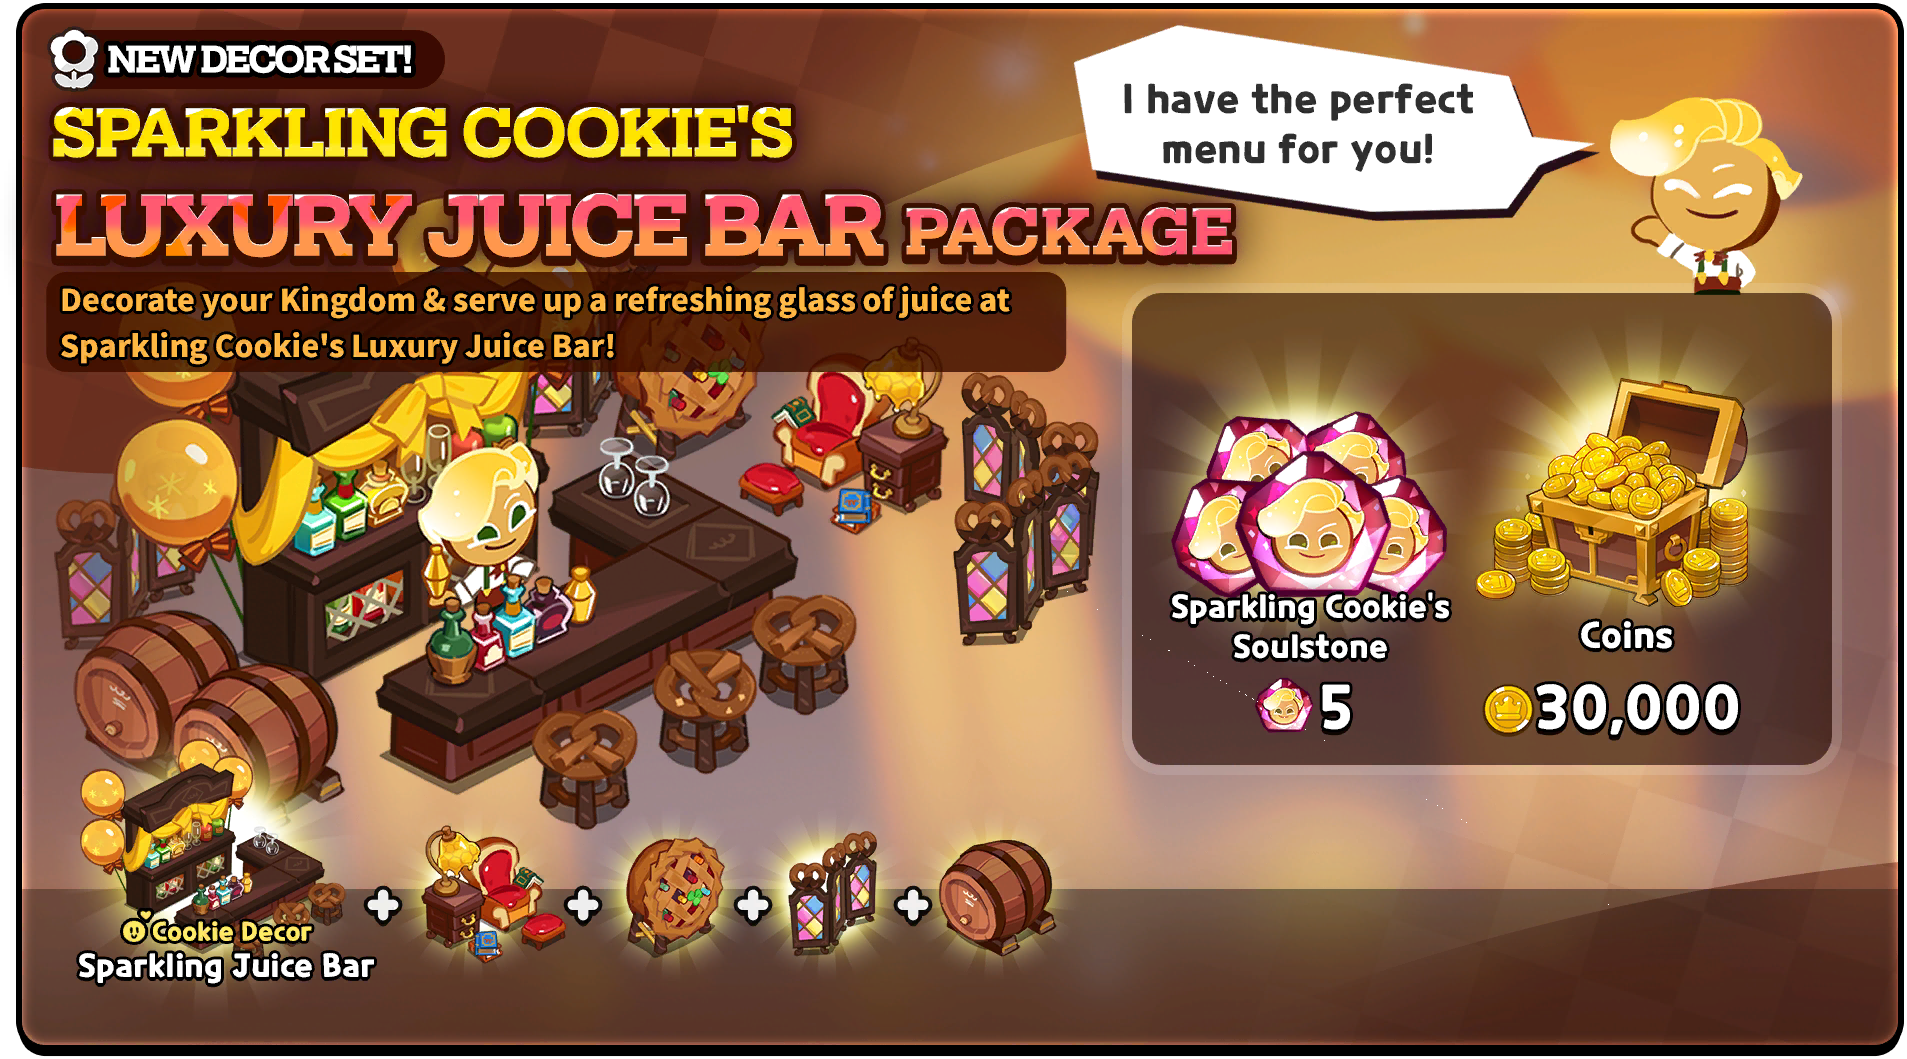 NEW DECOR SET!
SPARKLING COOKIE'S
LUXURY JUICE BAR PACKAGE
Decorate your Kingdom & serve up a refreshing glass of juice at
Sparkling Cookie's Luxury Juice Bar!
I have the perfect
menu for you!
Sparkling Cookie's
Soulstone
5
Coins
30,000
Cookie Decor
Sparkling Juice Bar